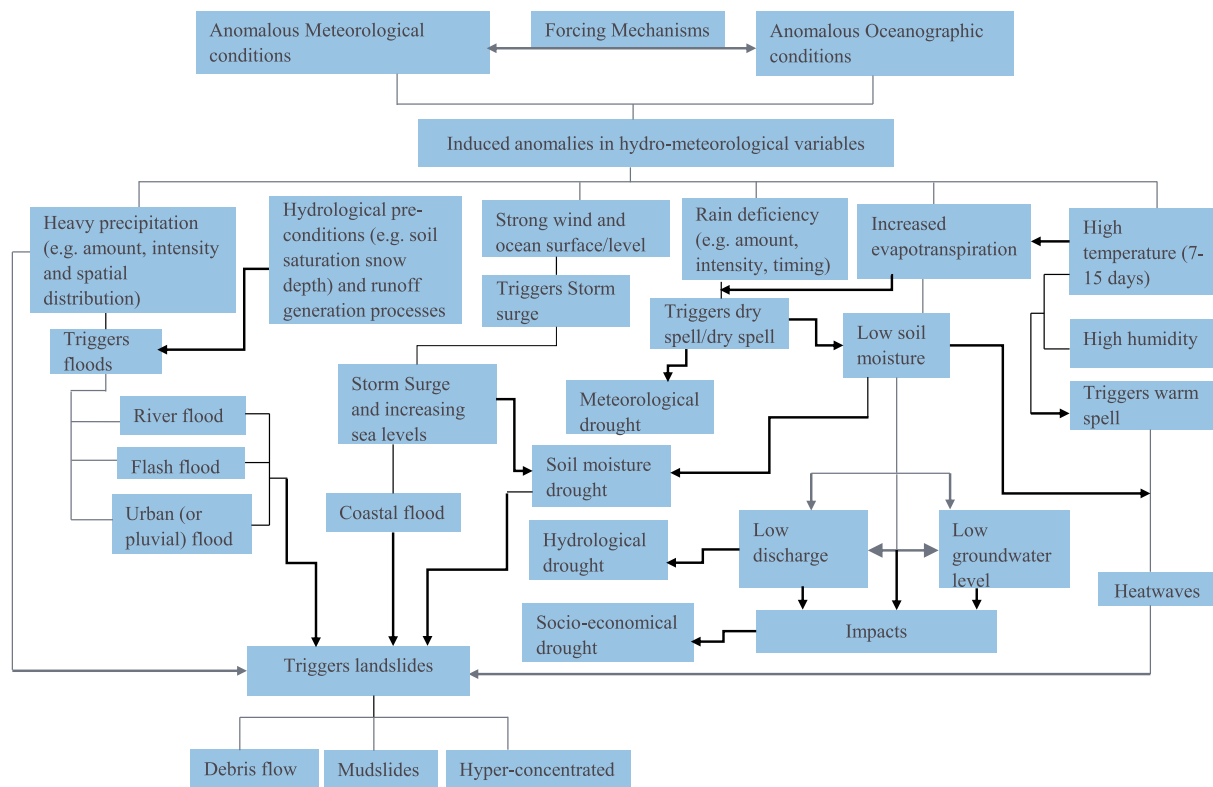 Anomalous Meteorological
conditions
Forcing Mechanisms
Anomalous Oceanographic
conditions
Induced anomalies in hydro-meteorological variables
Heavy precipitation
(e.g. amount, intensity
and spatial
distribution)
Hydrological pre-
conditions (e.g. soil
saturation snow
depth) and runoff
generation processes
Strong wind and
ocean surface/level
Rain deficiency
(e.g. amount,
intensity, timing)
Increased
evapotranspiration
High
temperature (7-
15 days)
Triggers
floods
Triggers Storm
surge
Triggers dry
spell/dry spell
Low soil
moisture
High humidity
Storm Surge
and increasing
sea levels
Meteorological
drought
Triggers warm
spell
River flood
Flash flood
Urban (or
pluvial) flood
Soil moisture
drought
Coastal flood
Hydrological
drought
Low
discharge
Low
groundwater
level
Heatwaves
Socio-economical
drought
Impacts
Triggers landslides
Debris flow
Mudslides
Hyper-concentrated